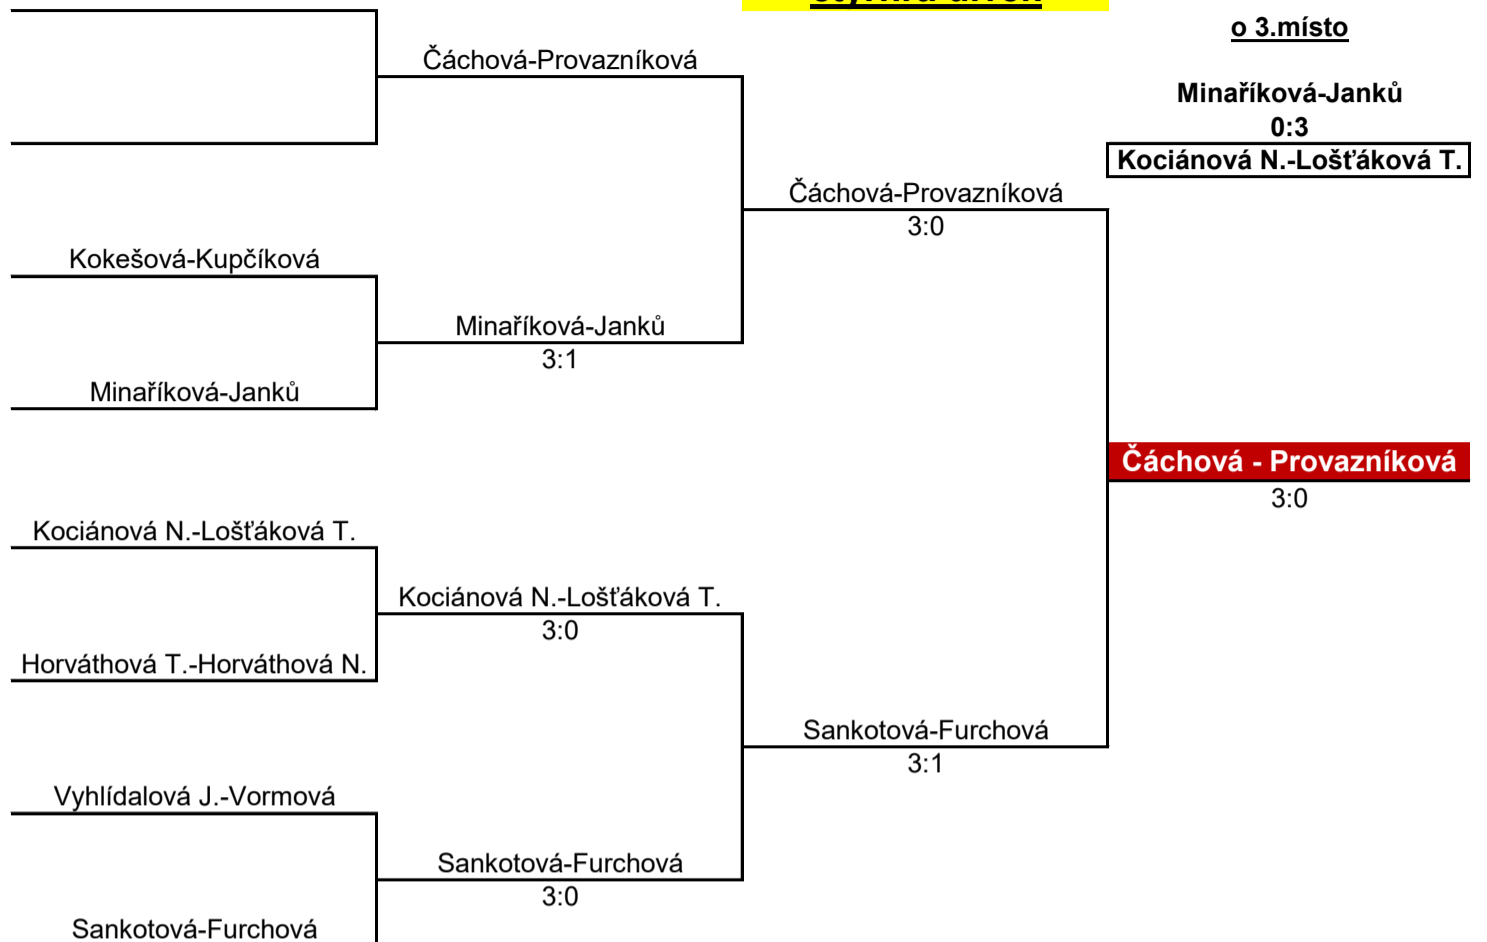 o 3.místo
Čáchová-Provazníková
Minaříková-Janků
0:3
Kociánová N.-Lošťáková T.
Čáchová-Provazníková
3:0
Kokešová-Kupčíková
Minaříková-Janků
3:1
Minaříková-Janků
Čáchová - Provazníková
3:0
Kociánová N.-Lošťáková T.
Kociánová N.-Lošťáková T.
3:0
Horváthová T.-Horváthová N.
Sankotová-Furchová
3:1
Vyhlídalová J.-Vormová
Sankotová-Furchová
3:0
Sankotová-Furchová